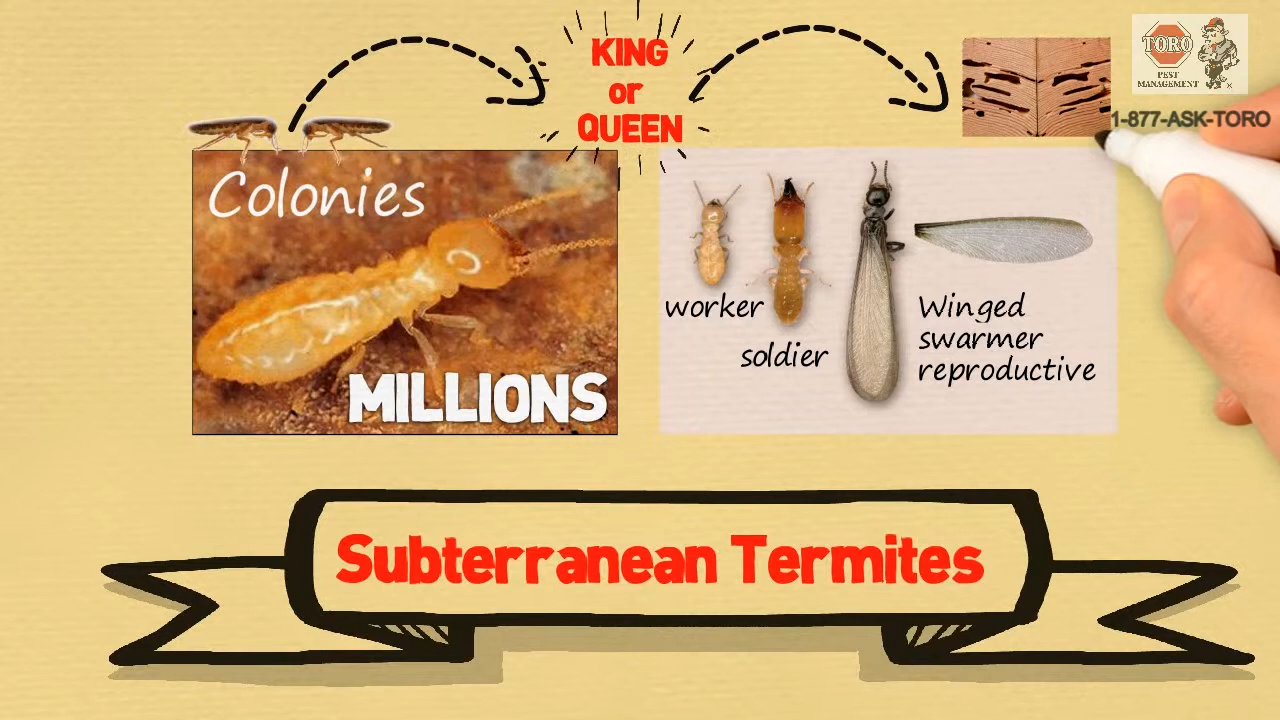 KING
or
QUEEN
TORO
PEST
MANAGEMENT
1-877-ASK-TORO
Colonies
MILLIONS
worker
soldier
Winged
swarmer
reproductive
Subterranean Termites